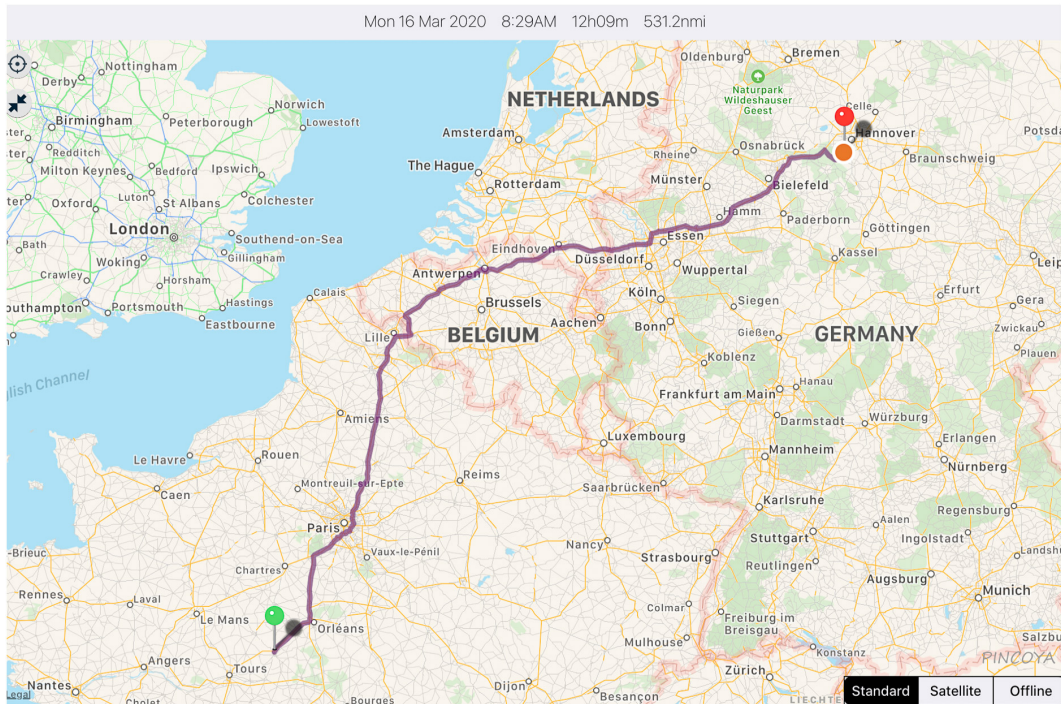 Mon 16 Mar 2020 8:29AM 12h09m 531.2nmi
Nottingham
Derby
Norwich
Birmingham
Peterborough
Lowestoft
Redditch
Milton Keynes
Bedford
Ipswich
Oxford
Luton
St Albans
Colchester
London
Southend-on-Sea
Bath
Woking
Gillingham
Crawley
Horsham
Portsmouth
Hastings
Eastbourne
Calais
NETHERLANDS
Amsterdam
The Hague
Rotterdam
Eindhoven
Antwerpen
Brussels
BELGIUM
Lille
Aachen
Oldenburg
Bremen
Naturpark
Wildeshauser
Geest
Celle
Hannover
Potsda
Rheine
Osnabrück
Braunschweig
Münster
Bielefeld
Hamm
Paderborn
Göttingen
Essen
Düsseldorf
Wuppertal
Kassel
Leip
Köln
Siegen
Erfurt
Gera
Bonn
Gießen
GERMANY
Zwickau
Koblenz
Plauen
Frankfurt am Main
Hanau
Darmstadt
Würzburg
Luxembourg
Mannheim
Erlangen
Nürnberg
Saarbrücken
Karlsruhe
Regensburg
Aalen
Stuttgart
Ingolstadt
Nancy
Strasbourg
Reutlingen
Landsh
Augsburg
Munich
Colmar
Freiburg im
Breisgau
Mulhouse
Konstanz
Salzbu
Zürich
PINCOYA
LIECHTE
glish Channel
Amiens
Le Havre
Rouen
Caen
Montreuil-sur-Epte
Reims
Paris
Vaux-le-Pénil
-Brieuc
Chartres
Rennes
Laval
Le Mans
Orléans
Angers
Tours
Nantes
Cholet
Bourges
Dijon
Besançon
Legal
Standard Satellite Offline